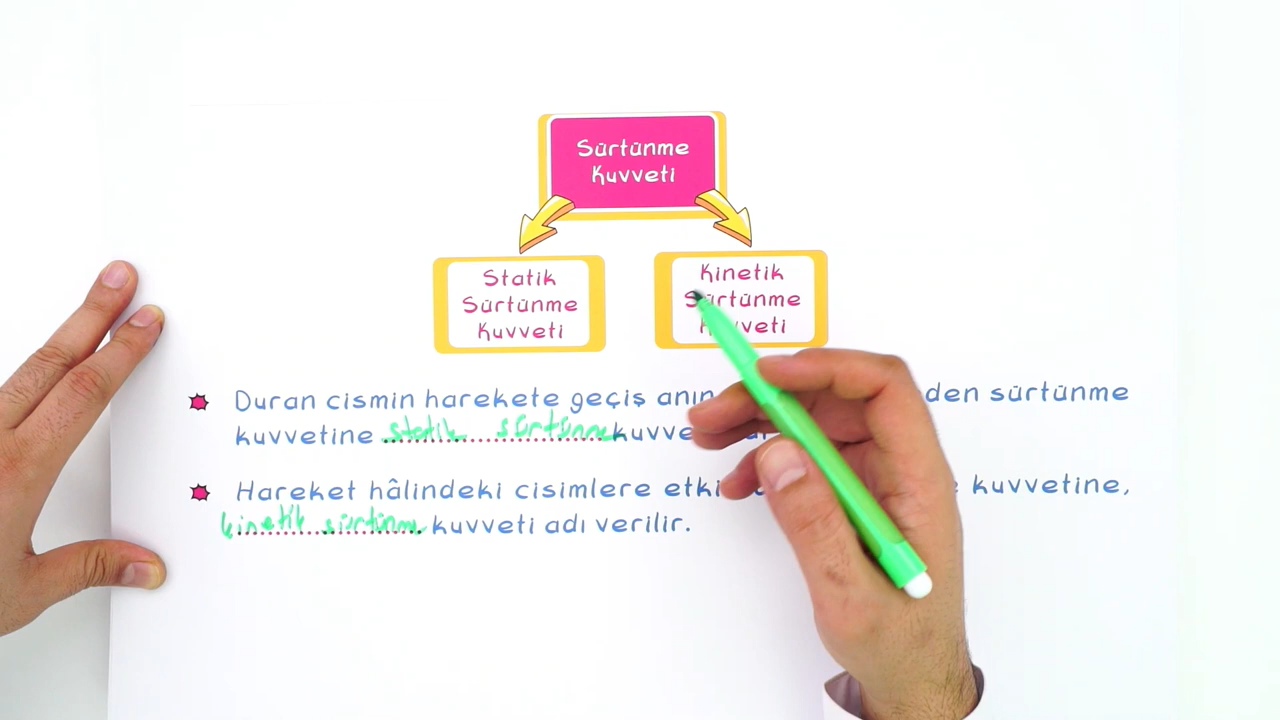 Sürtünme
Kuvveti
Statik
Sürtünme
Kuvveti
Kinetik
Sürtünme
Kuvveti
Duran cismin harekete geçiş anın den sürtünme
kuvvetine statik sürtünme kuvve
Hareket hâlindeki cisimlere etki kuvvetine,
kinetik sürtünme kuvveti adı verilir.